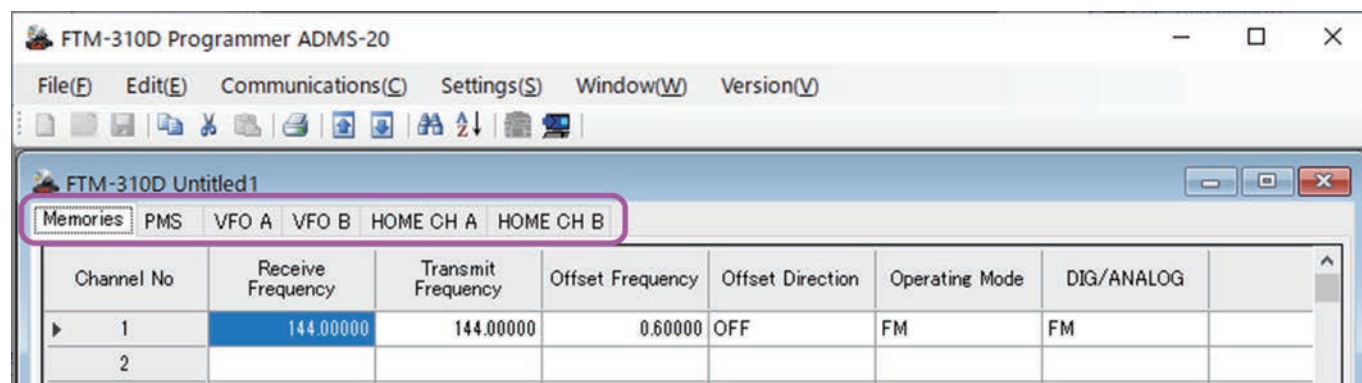 FTM-310D Programmer ADMS-20
File(F) Edit(E) Communications(C) Settings(S) Window(W) Version(V)
FTM-310D Untitled1
Memories PMS VFO A VFO B HOME CH A HOME CH B
Channel No Receive Frequency Transmit Frequency Offset Frequency Offset Direction Operating Mode DIG/ANALOG
1 144.00000 144.00000 0.60000 OFF FM FM
2